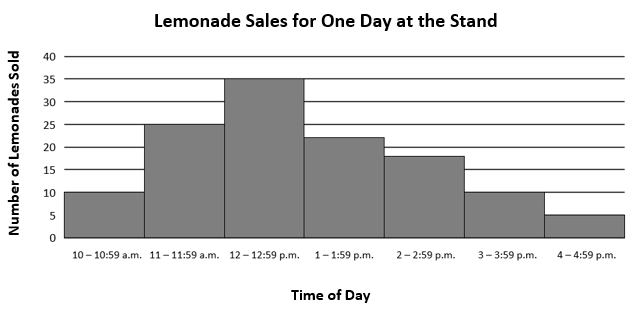 Lemonade Sales for One Day at the Stand
Number of Lemonades Sold
40
35
30
25
20
15
10
5
0
10 – 10:59 a.m. 11 – 11:59 a.m. 12 – 12:59 p.m. 1 – 1:59 p.m. 2 – 2:59 p.m. 3 – 3:59 p.m. 4 – 4:59 p.m.
Time of Day